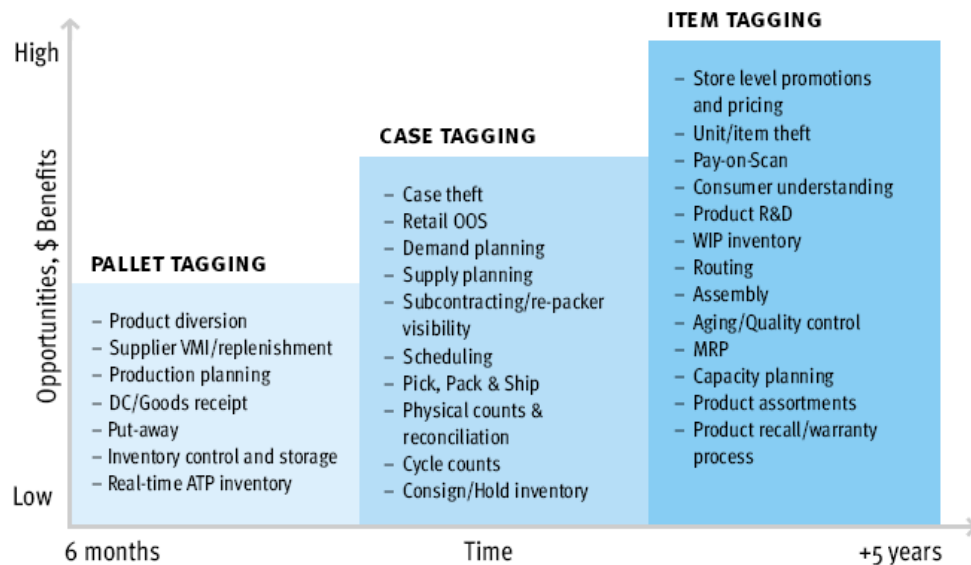 ITEM TAGGING
High
– Store level promotions
and pricing
– Unit/item theft
– Pay-on-Scan
– Consumer understanding
– Product R&D
– WIP inventory
– Routing
– Assembly
– Aging/Quality control
– MRP
– Capacity planning
– Product assortments
– Product recall/warranty
process
CASE TAGGING
– Case theft
– Retail OOS
– Demand planning
– Supply planning
– Subcontracting/re-packer
visibility
– Scheduling
– Pick, Pack & Ship
– Physical counts &
reconciliation
– Cycle counts
– Consign/Hold inventory
Opportunities, $ Benefits
PALLET TAGGING
– Product diversion
– Supplier VMI/replenishment
– Production planning
– DC/Goods receipt
– Put-away
– Inventory control and storage
– Real-time ATP inventory
Low
6 months
Time
+5 years